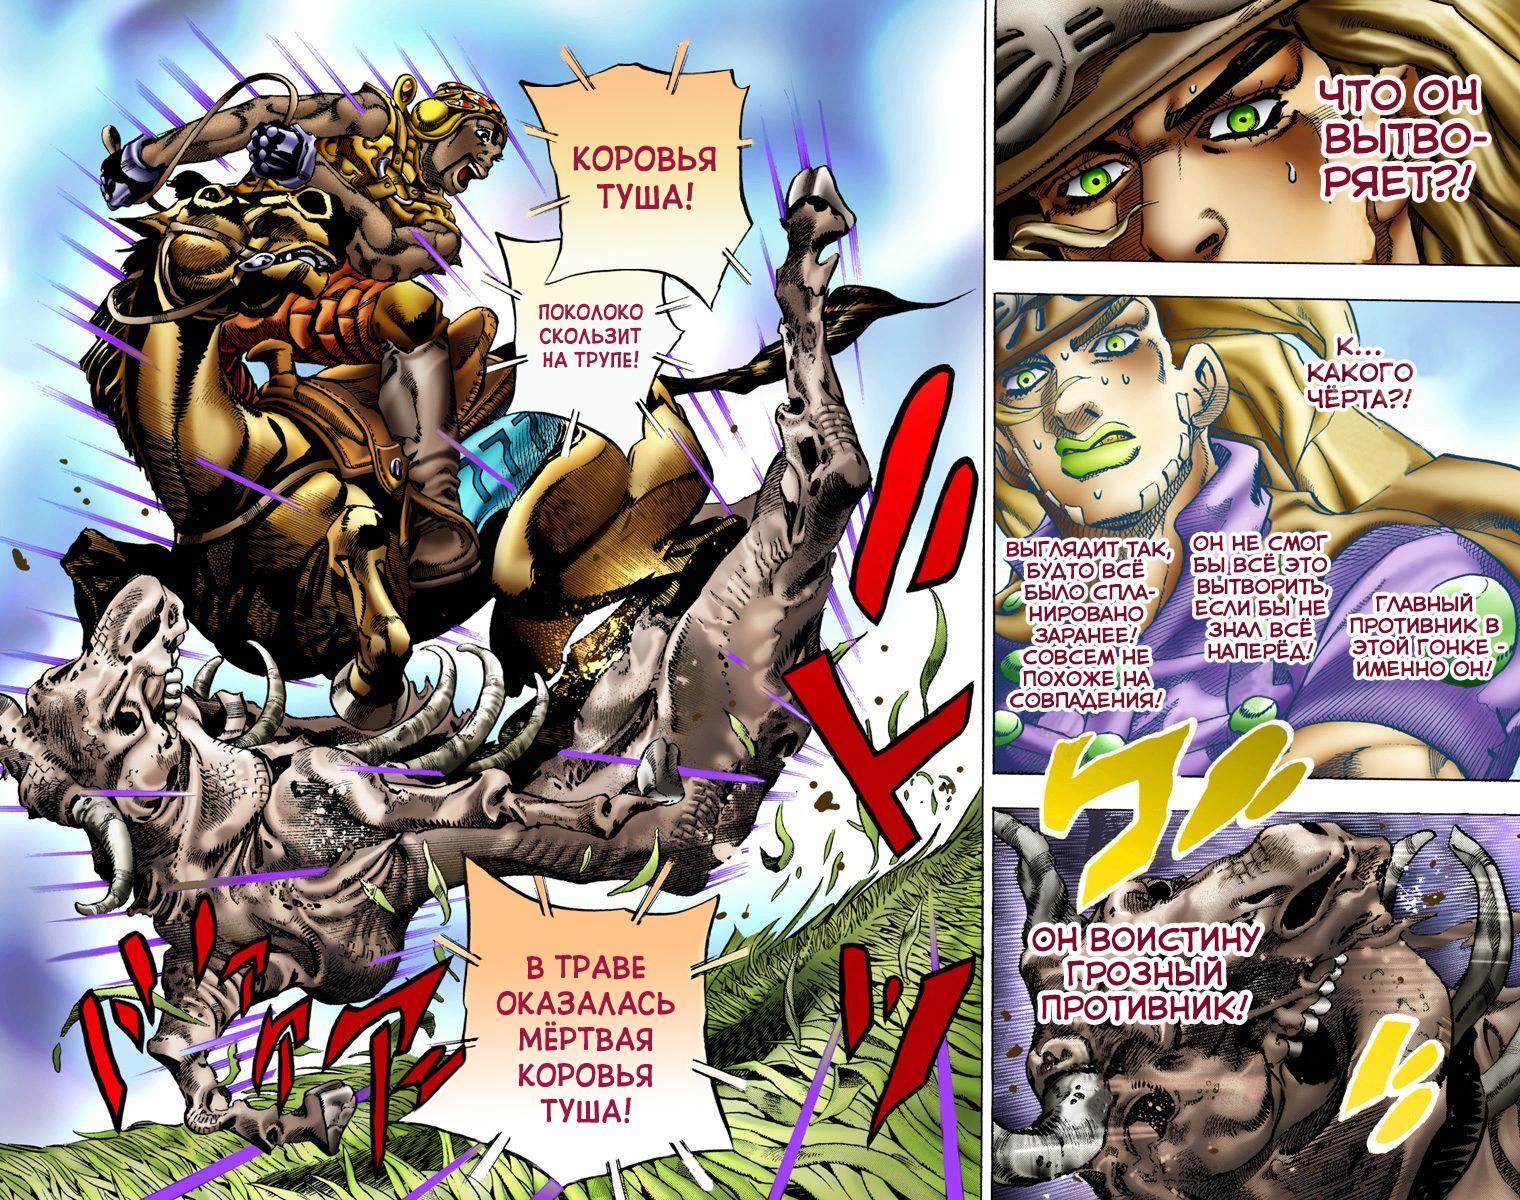 ЧТО ОН
ВЫТВО-
РЯЕТ?!
К...
КАКОГО
ЧЁРТА?!
ГЛАВНЫЙ
ПРОТИВНИК В
ЭТОЙ ГОНКЕ -
ИМЕННО ОН!
ОН НЕ СМОГ
БЫ ВСЁ ЭТО
ВЫТВОРИТЬ,
ЕСЛИ БЫ НЕ
ЗНАЛ ВСЁ
НАПЕРЁД!
ВЫГЛЯДИТ ТАК,
БУДТО ВСЁ
БЫЛО СПЛА-
НИРОВАНО
ЗАРАНЕЕ!
СОВСЕМ НЕ
ПОХОЖЕ НА
СОВПАДЕНИЯ!
ОН ВОИСТИНУ
ГРОЗНЫЙ
ПРОТИВНИК!
КОРОВЬЯ
ТУША!
ПОКОЛОКО
СКОЛЬЗИТ
НА ТРУПЕ!
В ТРАВЕ
ОКАЗАЛАСЬ
МЁРТВАЯ
КОРОВЬЯ
ТУША!